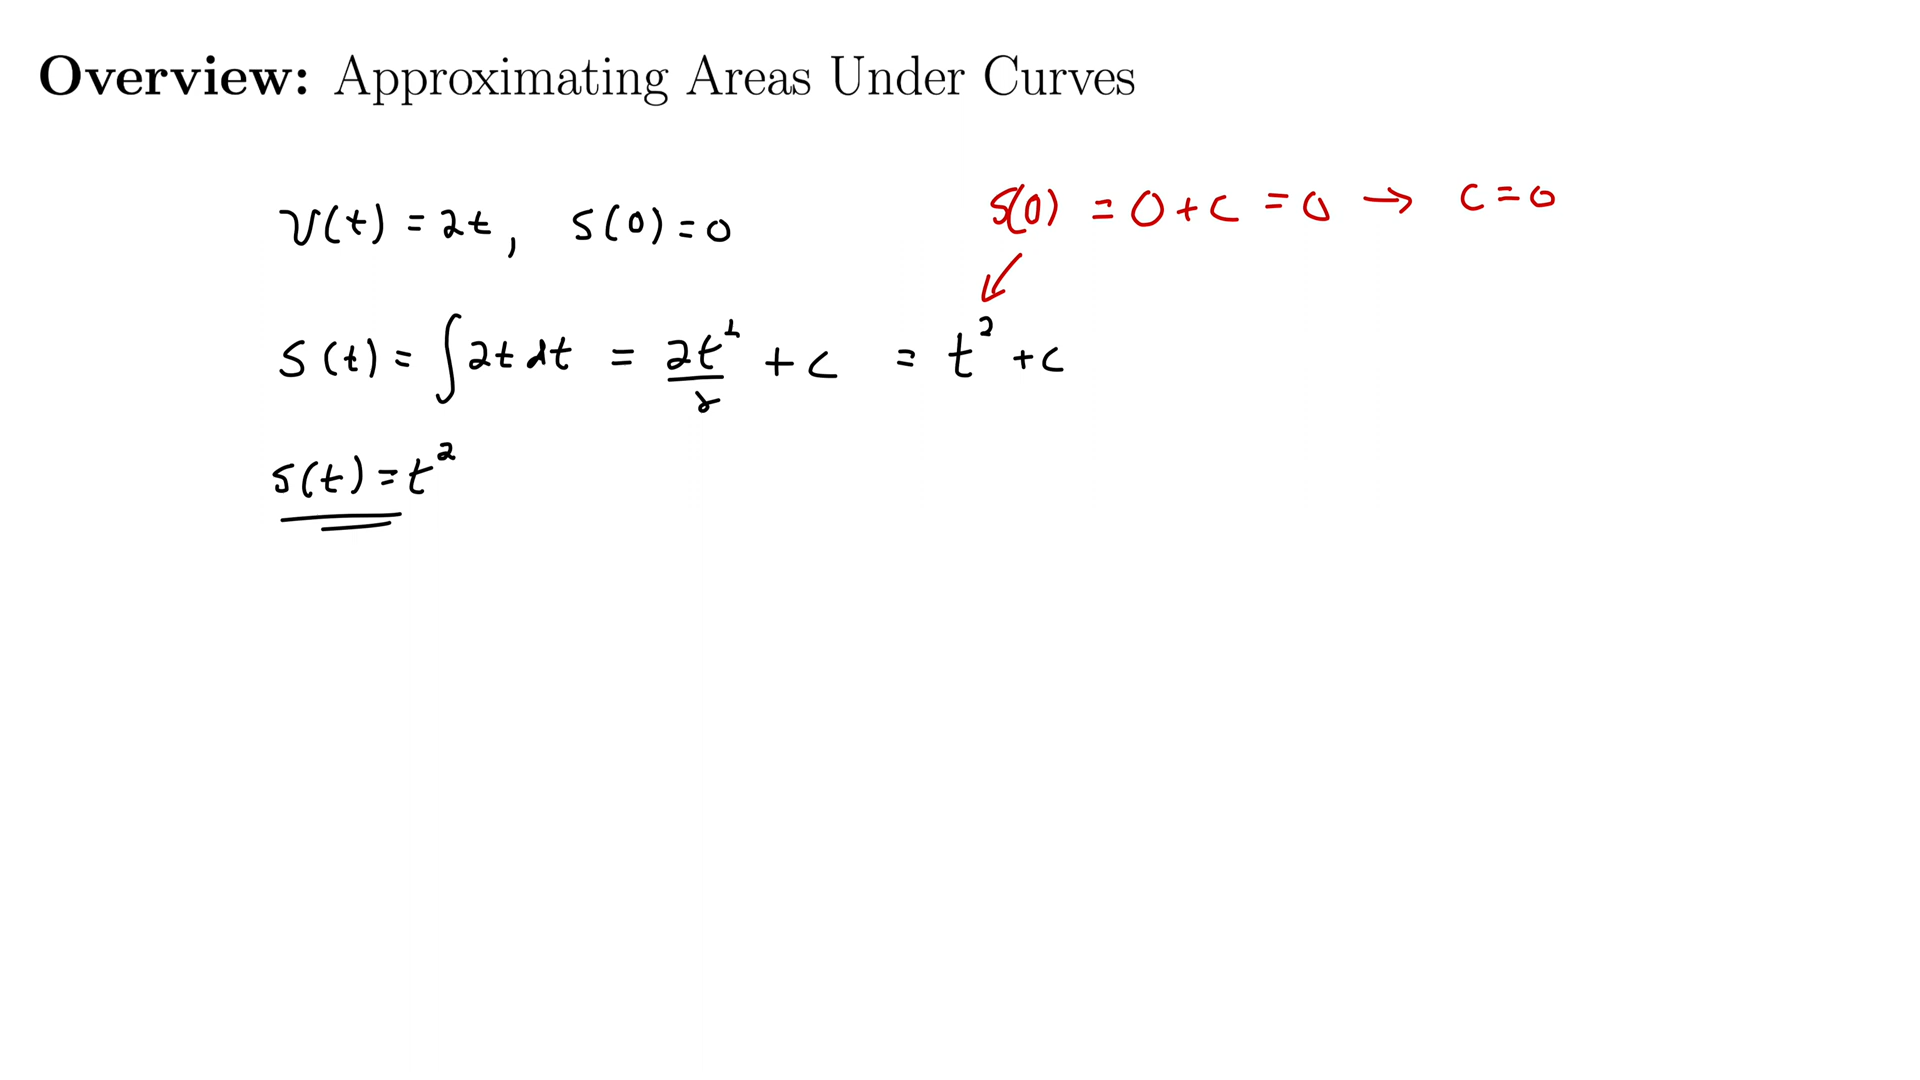 Overview: Approximating Areas Under Curves
s(0) = 0 + c = 0 → c = 0
v(t) = 2t, s(0) = 0
s(t) = ∫2t dt = 2t²/2 + c = t² + c
s(t) = t²